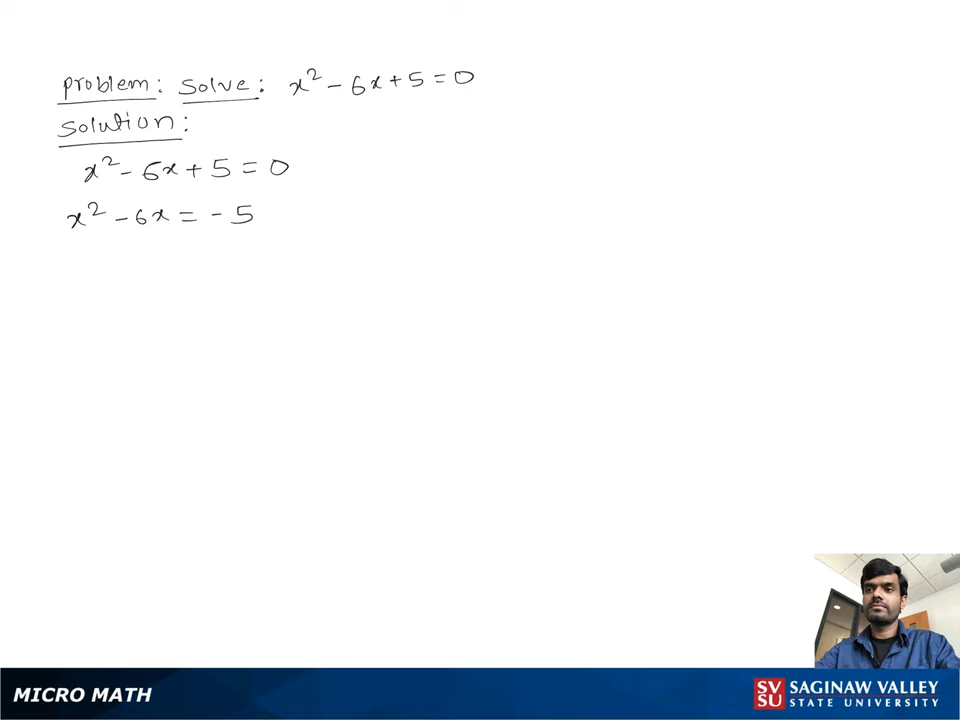 Problem: Solve: x² - 6x + 5 = 0
Solution:
x² - 6x + 5 = 0
x² - 6x = - 5
MICRO MATH
SV SU SAGINAW VALLEY
STATE UNIVERSITY